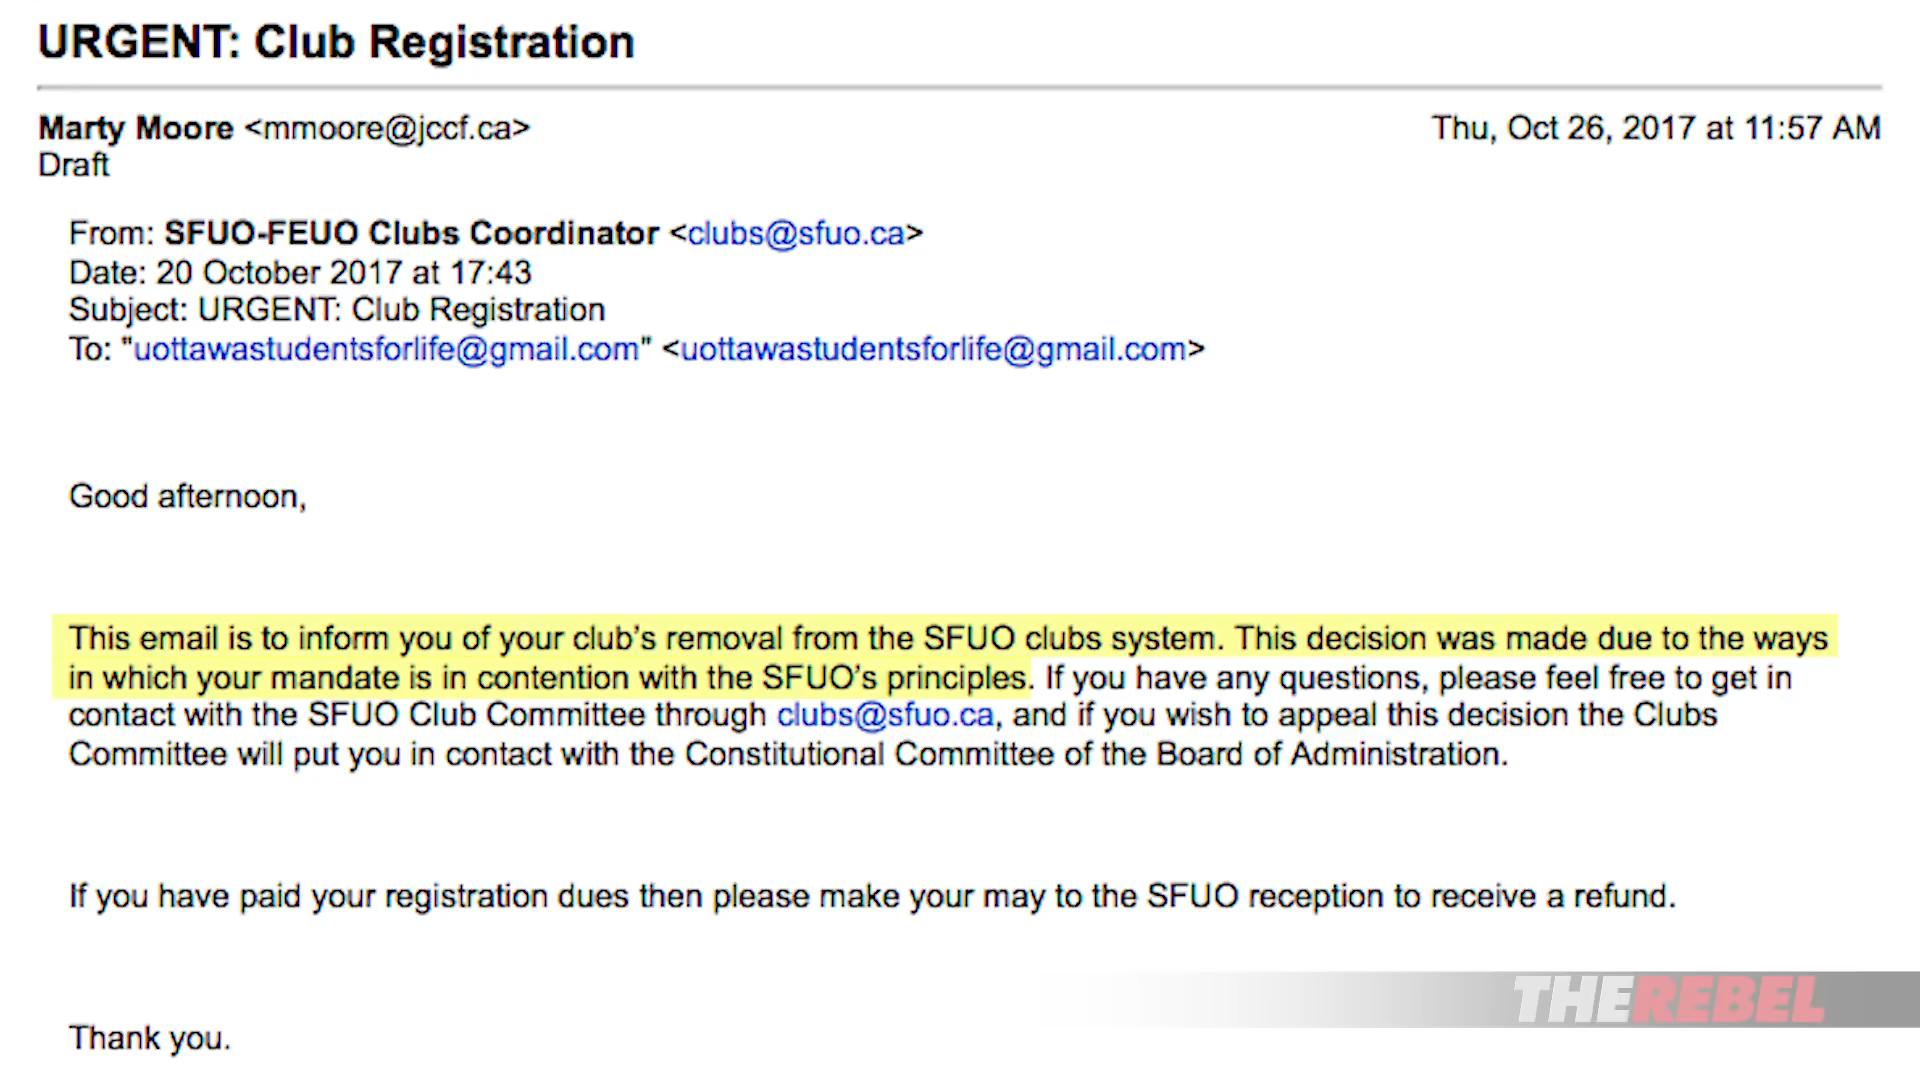 URGENT: Club Registration
Marty Moore <mmoore@jccf.ca>
Thu, Oct 26, 2017 at 11:57 AM
Draft
From: SFUO-FEUO Clubs Coordinator <clubs@sfuo.ca>
Date: 20 October 2017 at 17:43
Subject: URGENT: Club Registration
To: "uottawastudentsforlife@gmail.com" <uottawastudentsforlife@gmail.com>
Good afternoon,
This email is to inform you of your club’s removal from the SFUO clubs system. This decision was made due to the ways
in which your mandate is in contention with the SFUO’s principles. If you have any questions, please feel free to get in
contact with the SFUO Club Committee through clubs@sfuo.ca, and if you wish to appeal this decision the Clubs
Committee will put you in contact with the Constitutional Committee of the Board of Administration.
If you have paid your registration dues then please make your may to the SFUO reception to receive a refund.
THEREBEL
Thank you.